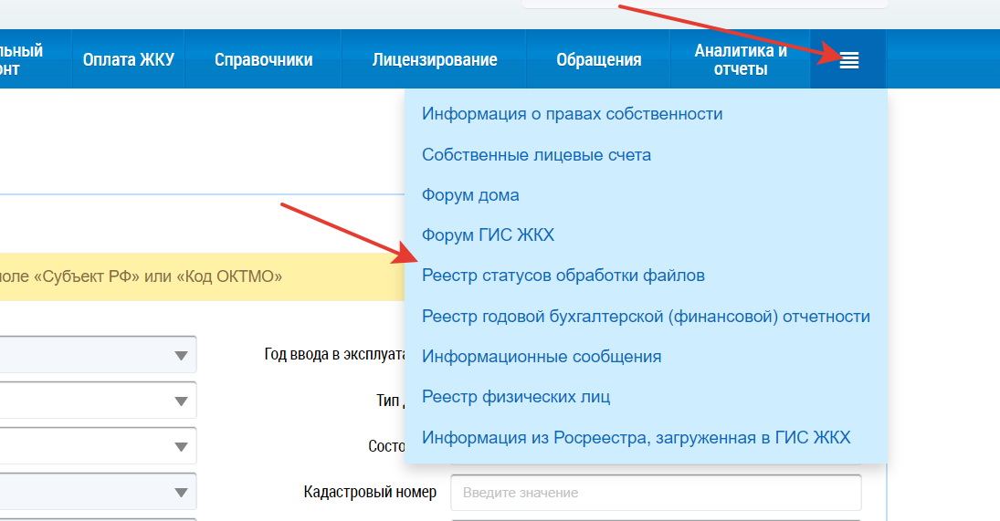 льный
онт
Оплата ЖКУ
Справочники
Лицензирование
Обращения
Аналитика и
отчеты
Информация о правах собственности
Собственные лицевые счета
Форум дома
Форум ГИС ЖКХ
Реестр статусов обработки файлов
Реестр годовой бухгалтерской (финансовой) отчетности
Информационные сообщения
Реестр физических лиц
Информация из Росреестра, загруженная в ГИС ЖКХ
поле «Субъект РФ» или «Код ОКТМО»
Год ввода в эксплуата
Тип
Состо
Кадастровый номер
Введите значение